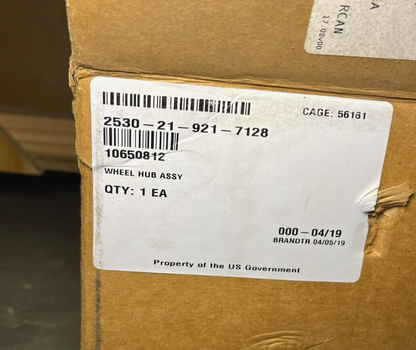 A
RCAN
CAGE: 56161
2530-21-921-7128
10650812
WHEEL HUB ASSY
QTY: 1 EA
000-04/19
BRANDTR 04/05/19
Property of the US Government